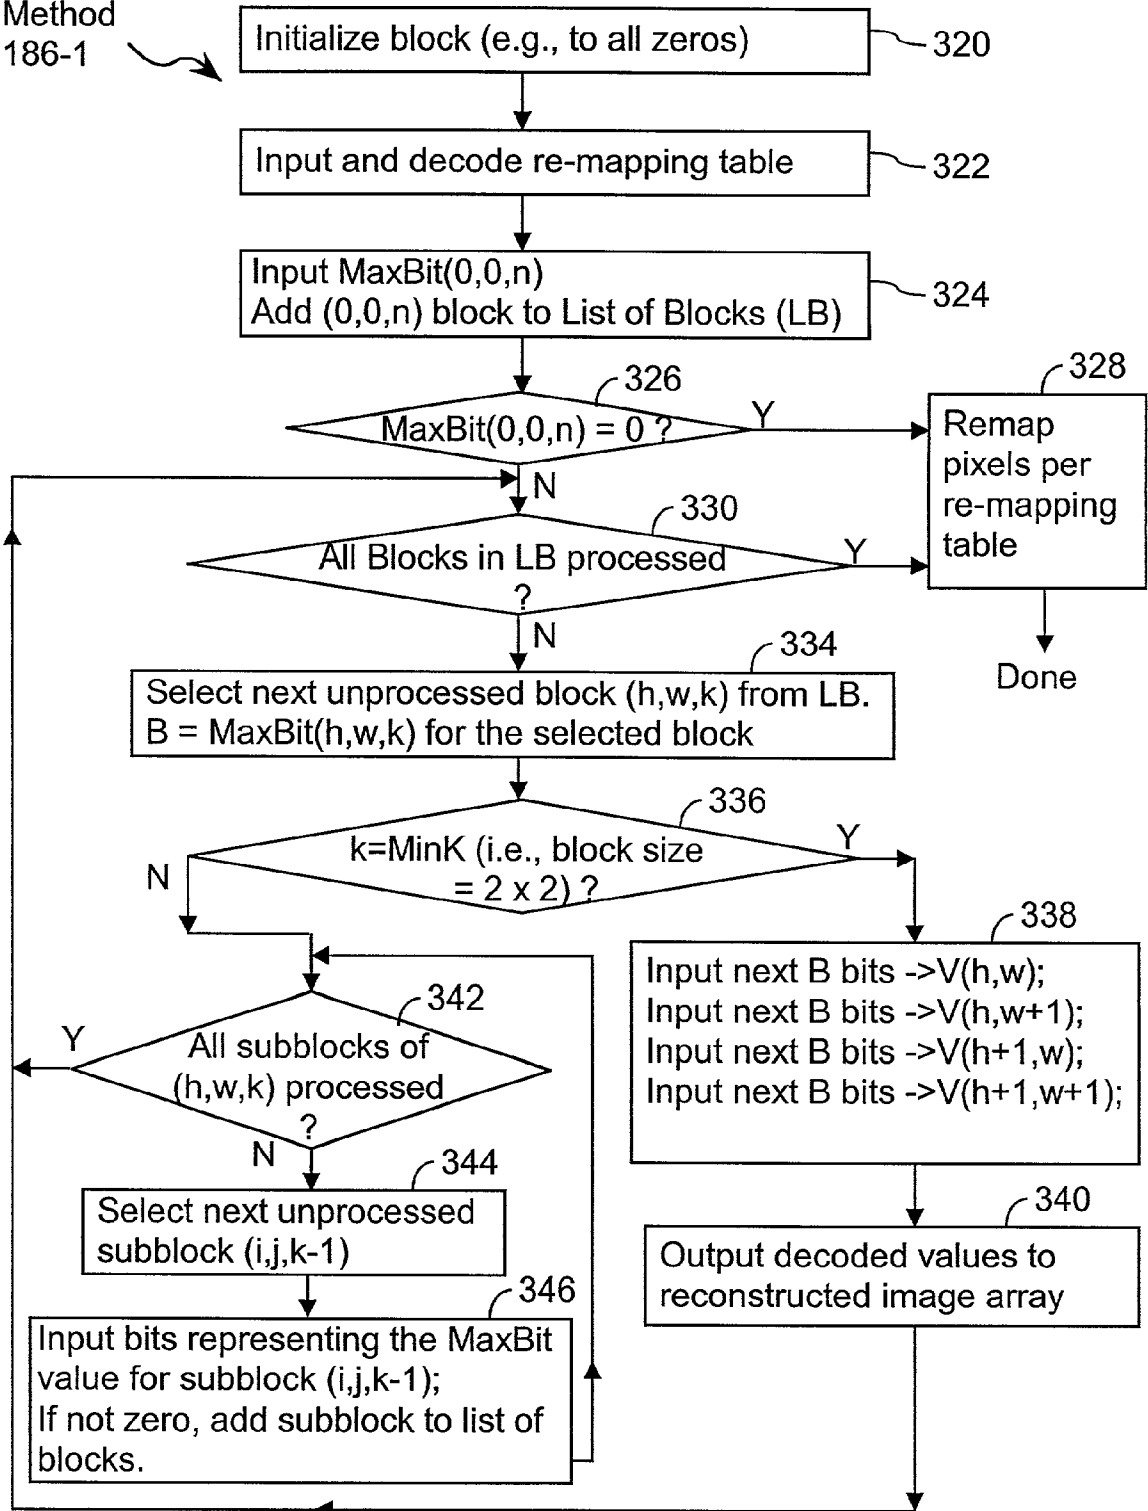 Method
186-1
Initialize block (e.g., to all zeros)
320
Input and decode re-mapping table
322
Input MaxBit(0,0,n)
Add (0,0,n) block to List of Blocks (LB)
324
326
MaxBit(0,0,n) = 0 ?
Y
N
328
Remap
pixels per
re-mapping
table
Done
330
All Blocks in LB processed
?
Y
N
334
Select next unprocessed block (h,w,k) from LB.
B = MaxBit(h,w,k) for the selected block
336
k=MinK (i.e., block size
= 2 x 2) ?
Y
N
338
Input next B bits ->V(h,w);
Input next B bits ->V(h,w+1);
Input next B bits ->V(h+1,w);
Input next B bits ->V(h+1,w+1);
340
Output decoded values to
reconstructed image array
342
All subblocks of
(h,w,k) processed
?
Y
N
344
Select next unprocessed
subblock (i,j,k-1)
346
Input bits representing the MaxBit
value for subblock (i,j,k-1);
If not zero, add subblock to list of
blocks.